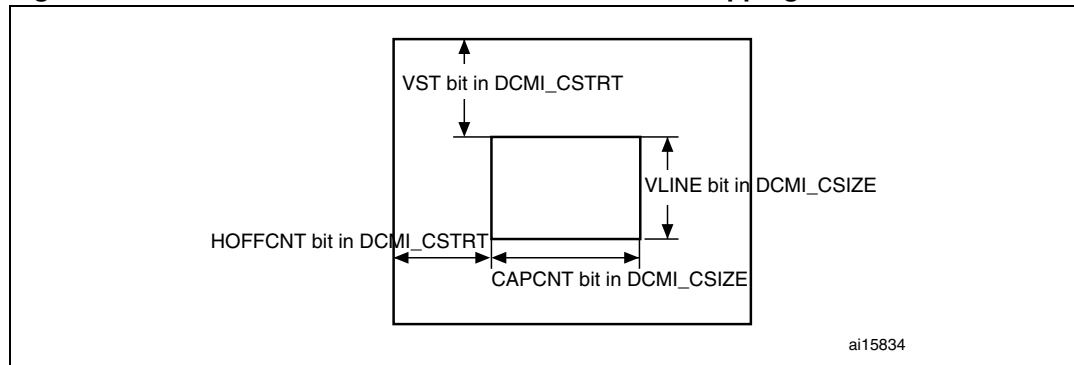 VST bit in DCMI_CSTRT
VLINE bit in DCMI_CSIZE
HOFFCNT bit in DCMI_CSTRT
CAPCNT bit in DCMI_CSIZE
ai15834